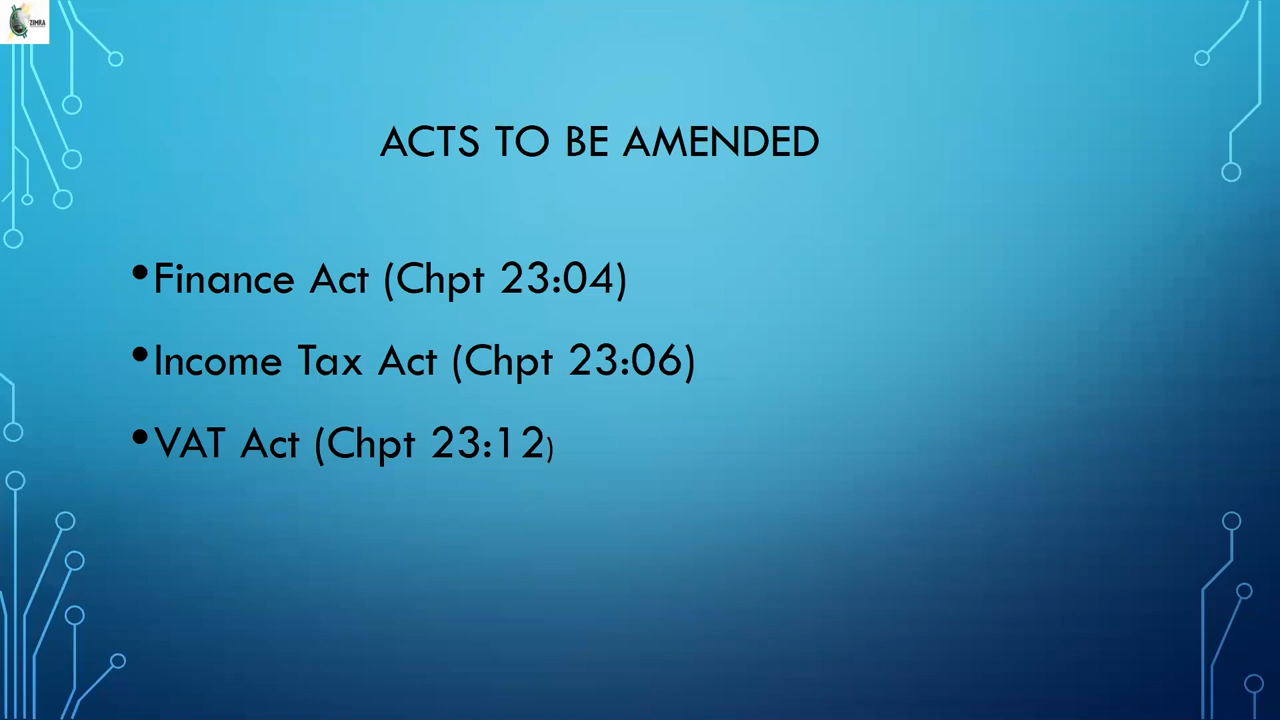 ZIMRA
ACTS TO BE AMENDED
•Finance Act (Chpt 23:04)
•Income Tax Act (Chpt 23:06)
•VAT Act (Chpt 23:12)